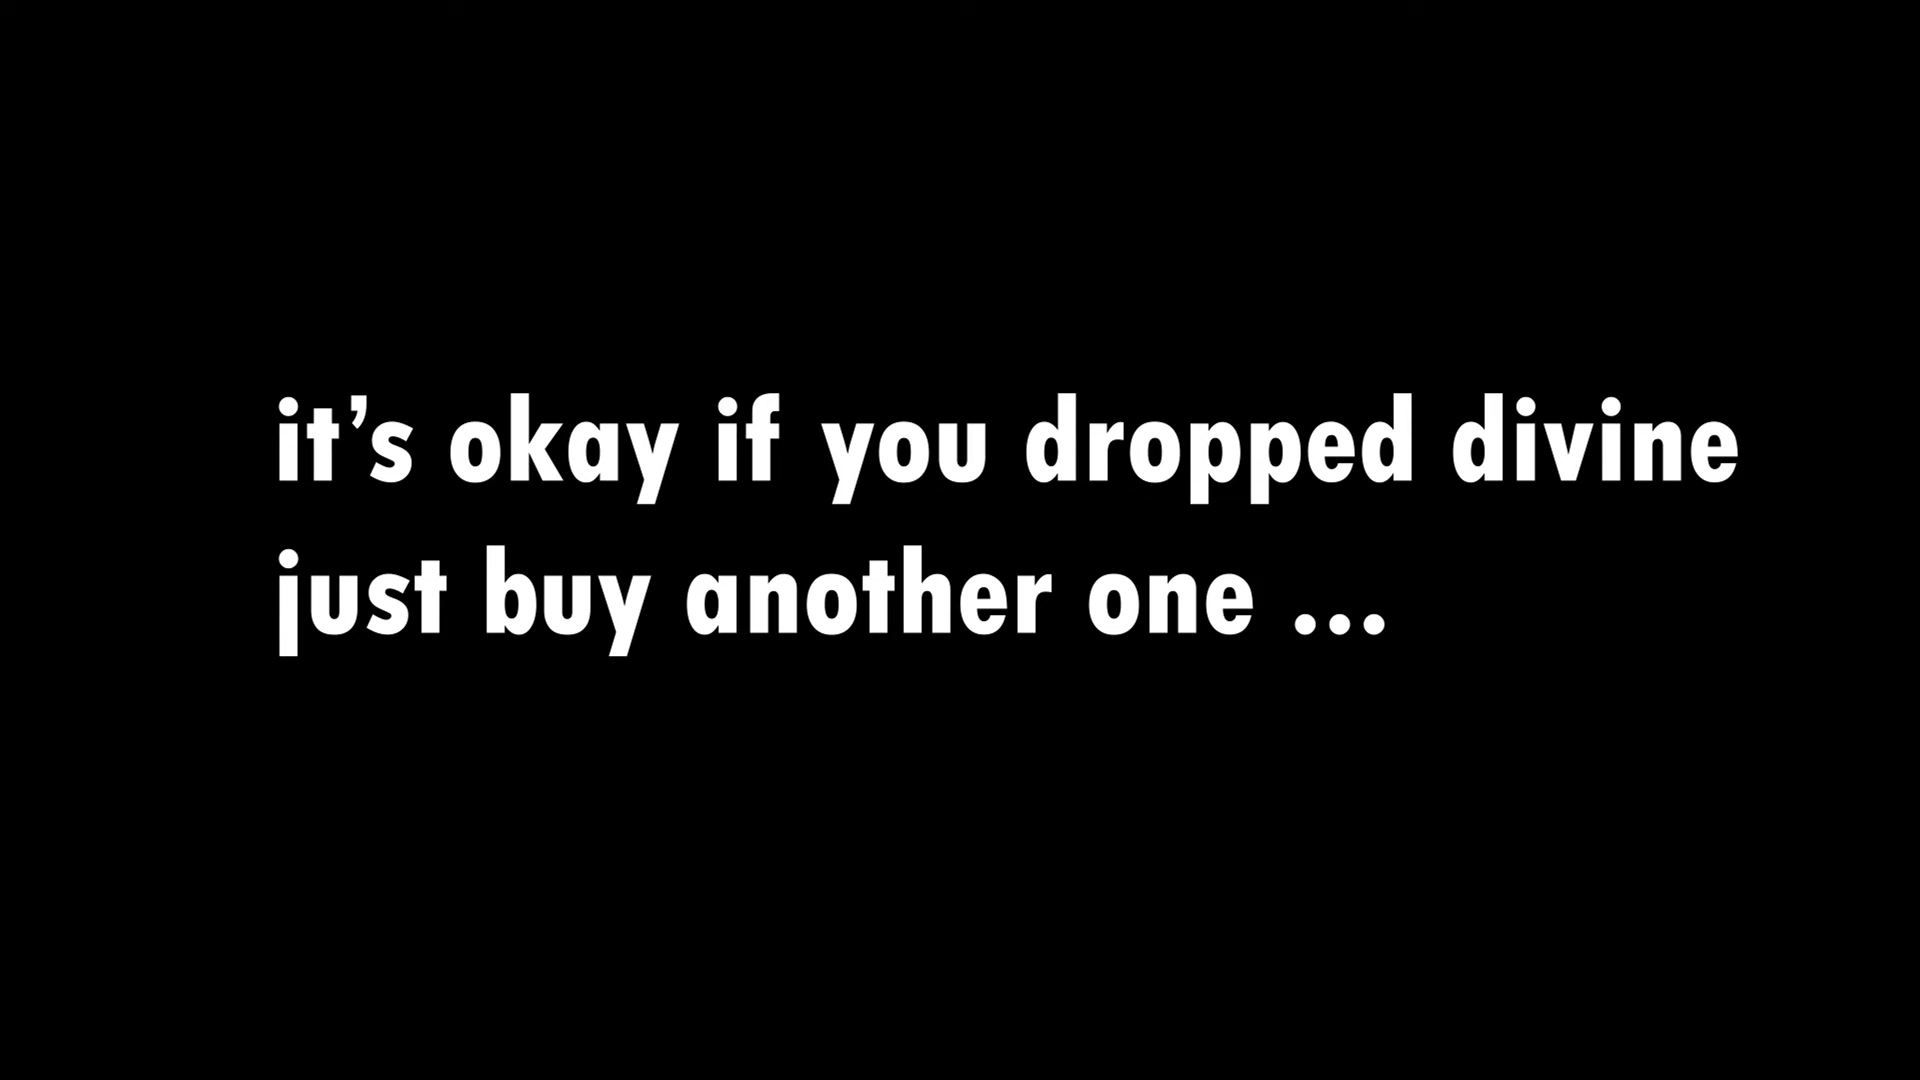 it’s okay if you dropped divine
just buy another one ...